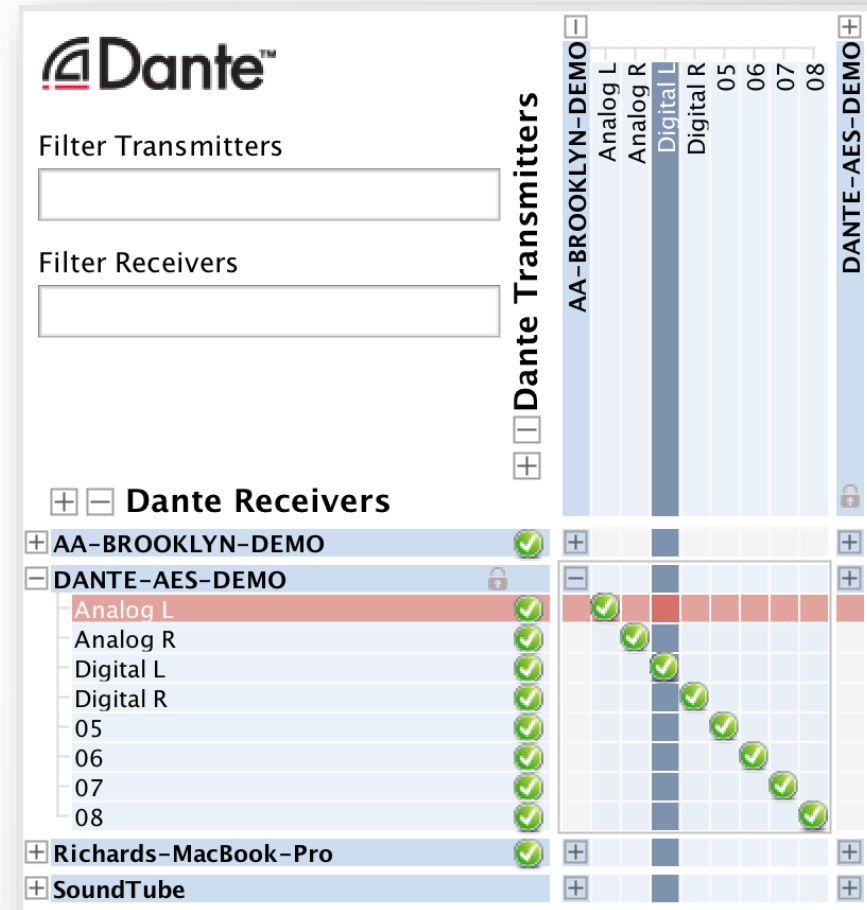 Dante™
Filter Transmitters
Filter Receivers
Dante Transmitters
AA-BROOKLYN-DEMO
Analog L
Analog R
Digital L
Digital R
05
06
07
08
DANTE-AES-DEMO
Dante Receivers
AA-BROOKLYN-DEMO
DANTE-AES-DEMO
Analog L
Analog R
Digital L
Digital R
05
06
07
08
Richards-MacBook-Pro
SoundTube